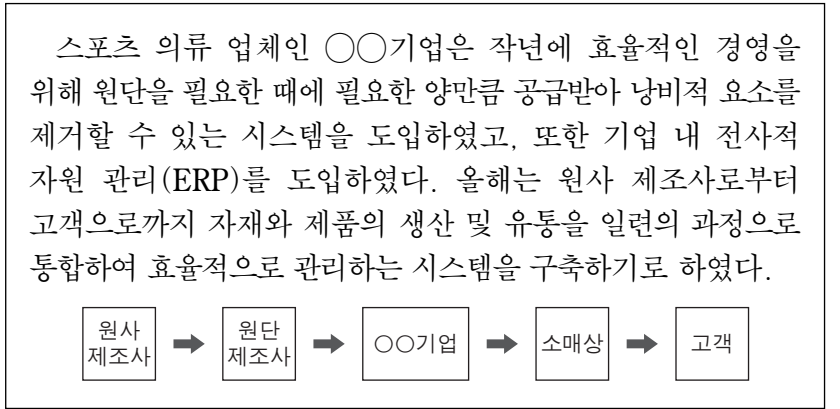 스포츠 의류 업체인 ○○기업은 작년에 효율적인 경영을
위해 원단을 필요한 때에 필요한 양만큼 공급받아 낭비적 요소를
제거할 수 있는 시스템을 도입하였고, 또한 기업 내 전사적
자원 관리(ERP)를 도입하였다. 올해는 원사 제조사로부터
고객으로까지 자재와 제품의 생산 및 유통을 일련의 과정으로
통합하여 효율적으로 관리하는 시스템을 구축하기로 하였다.
원사
제조사
➡
원단
제조사
➡
○○기업
➡
소매상
➡
고객